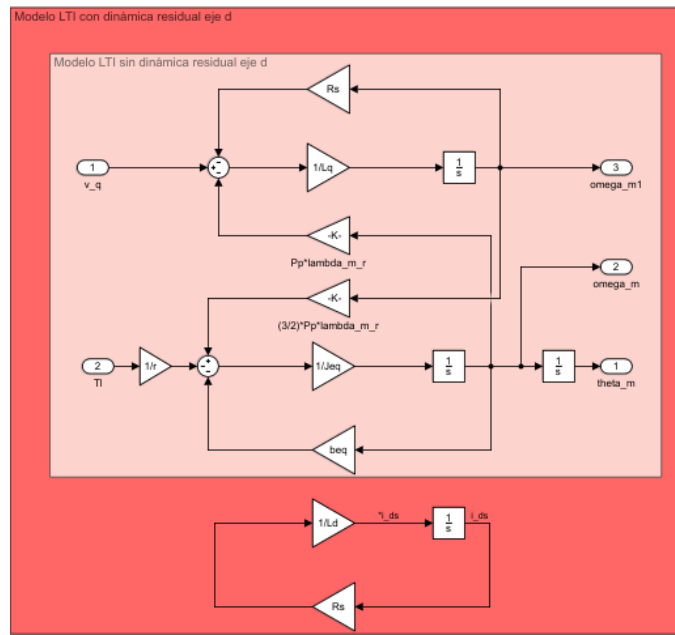 Modelo LTI con dinámica residual eje d
Modelo LTI sin dinámica residual eje d
Rs
1
v_q
1/Lq
1
s
3
omega_m1
-K-
Pp*lambda_m_r
2
omega_m
-K-
(3/2)*Pp*lambda_m_r
2
Tl
1/r
1/Jeq
1
s
1
s
1
theta_m
beq
1/Ld
*i_ds
1
s
i_ds
Rs